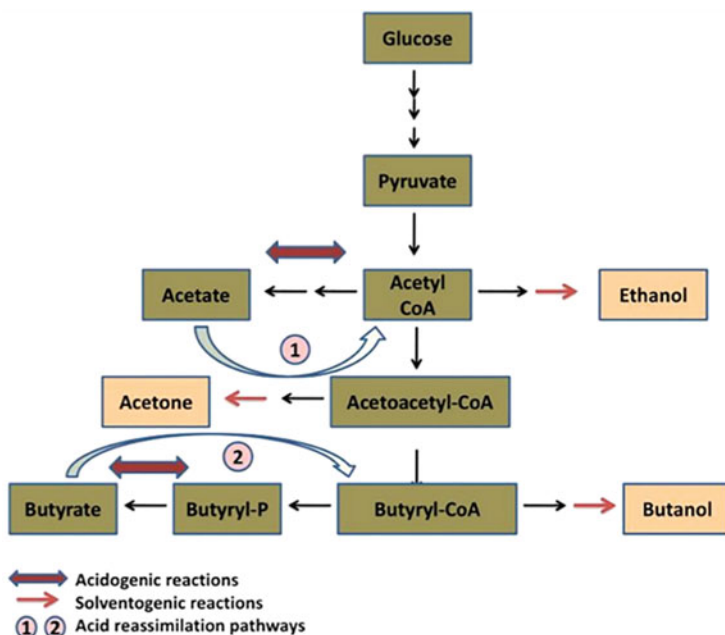 Glucose
Pyruvate
Acetate
Acetyl
CoA
Ethanol
1
Acetone
Acetoacetyl-CoA
2
Butyrate
Butyryl-P
Butyryl-CoA
Butanol
Acidogenic reactions
Solventogenic reactions
1 2 Acid reassimilation pathways